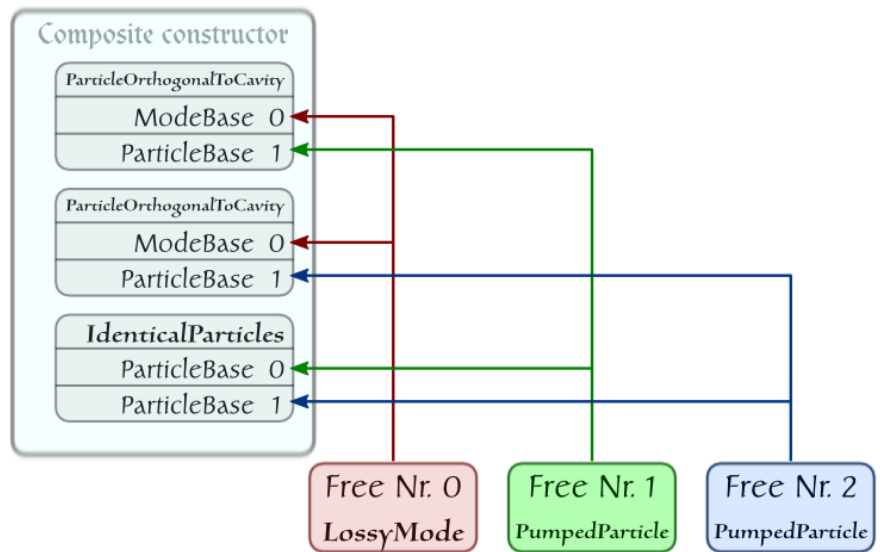 Composite constructor
ParticleOrthogonalToCavity
ModeBase 0
ParticleBase 1
ParticleOrthogonalToCavity
ModeBase 0
ParticleBase 1
IdenticalParticles
ParticleBase 0
ParticleBase 1
Free Nr. 0
LossyMode
Free Nr. 1
PumpedParticle
Free Nr. 2
PumpedParticle